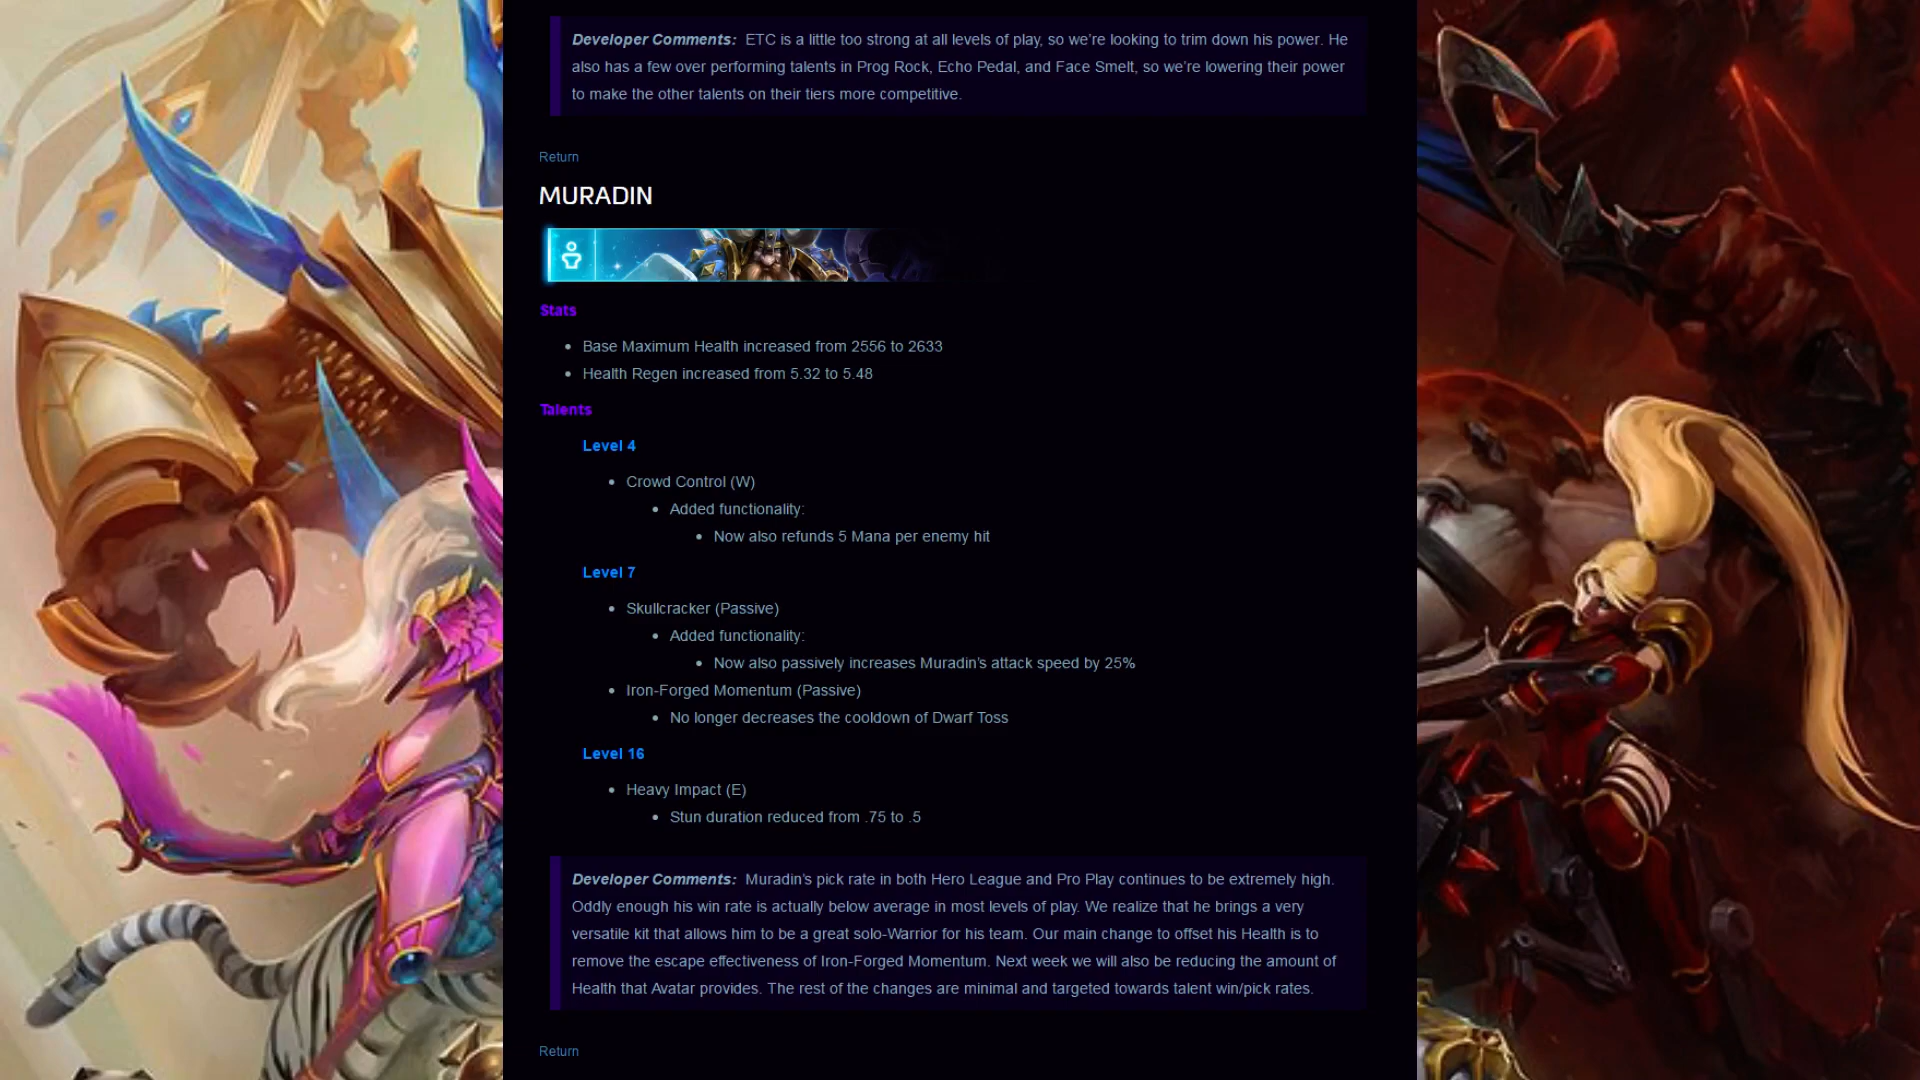 Developer Comments: ETC is a little too strong at all levels of play, so we’re looking to trim down his power. He
also has a few over performing talents in Prog Rock, Echo Pedal, and Face Smelt, so we’re lowering their power
to make the other talents on their tiers more competitive.
Return
MURADIN
Stats
Base Maximum Health increased from 2556 to 2633
Health Regen increased from 5.32 to 5.48
Talents
Level 4
Crowd Control (W)
Added functionality:
Now also refunds 5 Mana per enemy hit
Level 7
Skullcracker (Passive)
Added functionality:
Now also passively increases Muradin’s attack speed by 25%
Iron-Forged Momentum (Passive)
No longer decreases the cooldown of Dwarf Toss
Level 16
Heavy Impact (E)
Stun duration reduced from .75 to .5
Developer Comments: Muradin’s pick rate in both Hero League and Pro Play continues to be extremely high.
Oddly enough his win rate is actually below average in most levels of play. We realize that he brings a very
versatile kit that allows him to be a great solo-Warrior for his team. Our main change to offset his Health is to
remove the escape effectiveness of Iron-Forged Momentum. Next week we will also be reducing the amount of
Health that Avatar provides. The rest of the changes are minimal and targeted towards talent win/pick rates.
Return